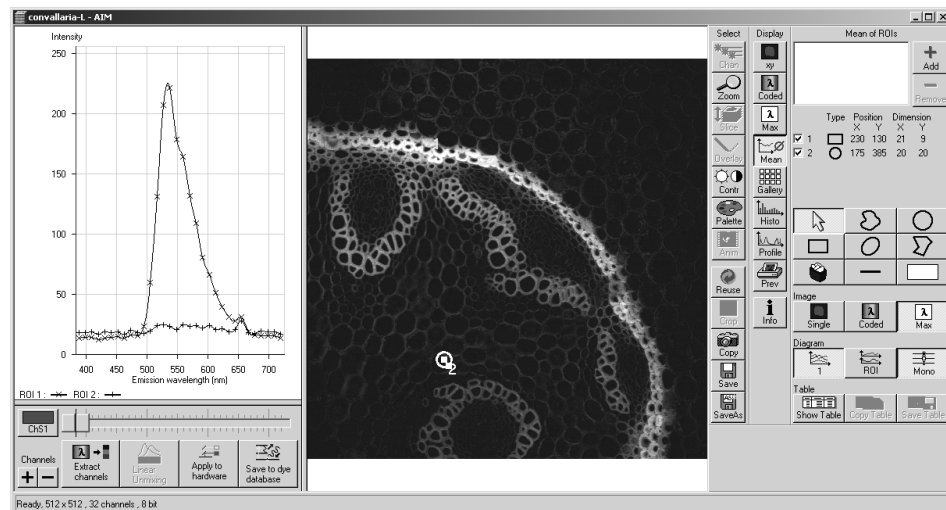 convallaria-L - AIM
Intensity
250
200
150
100
50
0
400 450 500 550 600 650 700
Emission wavelength (nm)
ROI 1 : ROI 2 :
ChS1
Channels
+ −
Extract channels
Linear Unmixing
Apply to hardware
Save to dye database
1
2
Select
Chan
Zoom
Slice
Overlay
Contr
Palette
Anim
Reuse
Crop
Copy
Save
SaveAs
Display
xy
λ
Coded
λ
Max
Mean
Gallery
Histo
Profile
Prev
Info
Mean of ROIs
Add
Remove
Type Position Dimension
X Y X Y
1 230 130 21 9
2 175 385 20 20
Image
Single
λ
Coded
λ
Max
Diagram
1
ROI
Mono
Table
Show Table
Copy Table
Save Table
Ready, 512 x 512 , 32 channels , 8 bit